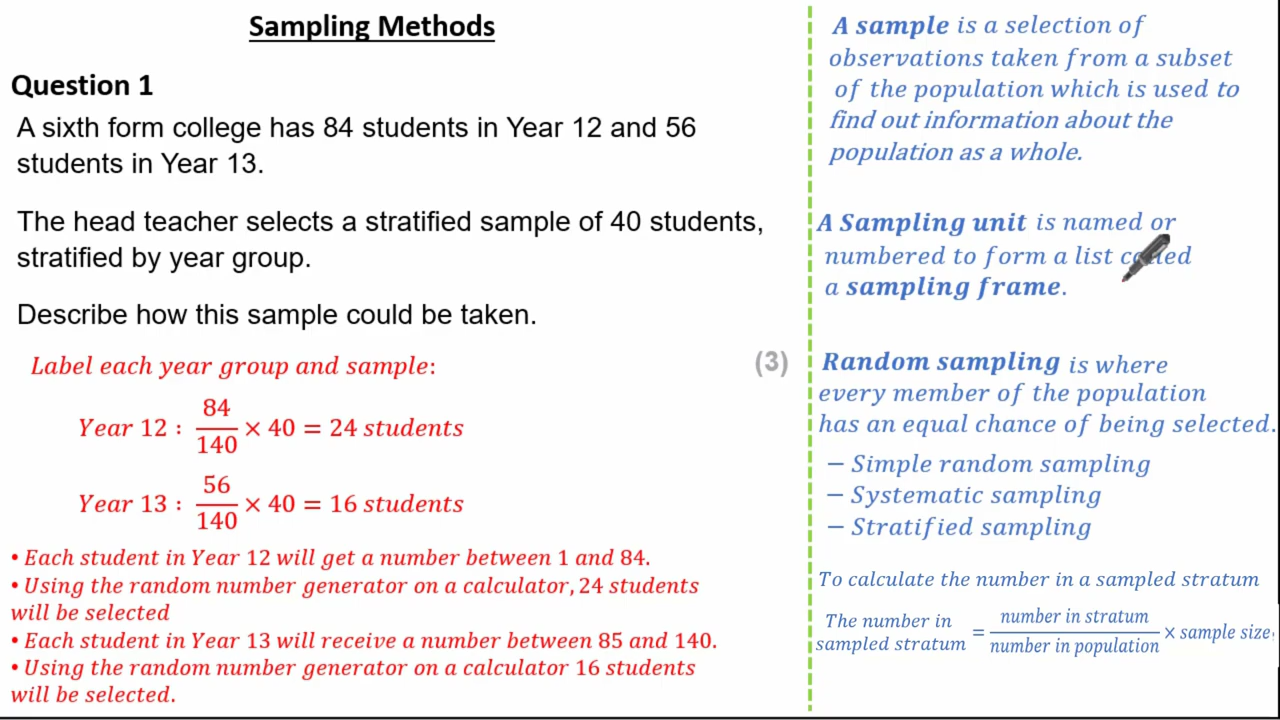 Sampling Methods
Question 1
A sixth form college has 84 students in Year 12 and 56
students in Year 13.
The head teacher selects a stratified sample of 40 students,
stratified by year group.
Describe how this sample could be taken.
(3)
Label each year group and sample:
Year 12 : 84/140 × 40 = 24 students
Year 13 : 56/140 × 40 = 16 students
• Each student in Year 12 will get a number between 1 and 84.
• Using the random number generator on a calculator, 24 students
will be selected
• Each student in Year 13 will receive a number between 85 and 140.
• Using the random number generator on a calculator 16 students
will be selected.
A sample is a selection of
observations taken from a subset
of the population which is used to
find out information about the
population as a whole.
A Sampling unit is named or
numbered to form a list called
a sampling frame.
Random sampling is where
every member of the population
has an equal chance of being selected.
− Simple random sampling
− Systematic sampling
− Stratified sampling
To calculate the number in a sampled stratum
The number in sampled stratum = number in stratum/number in population × sample size